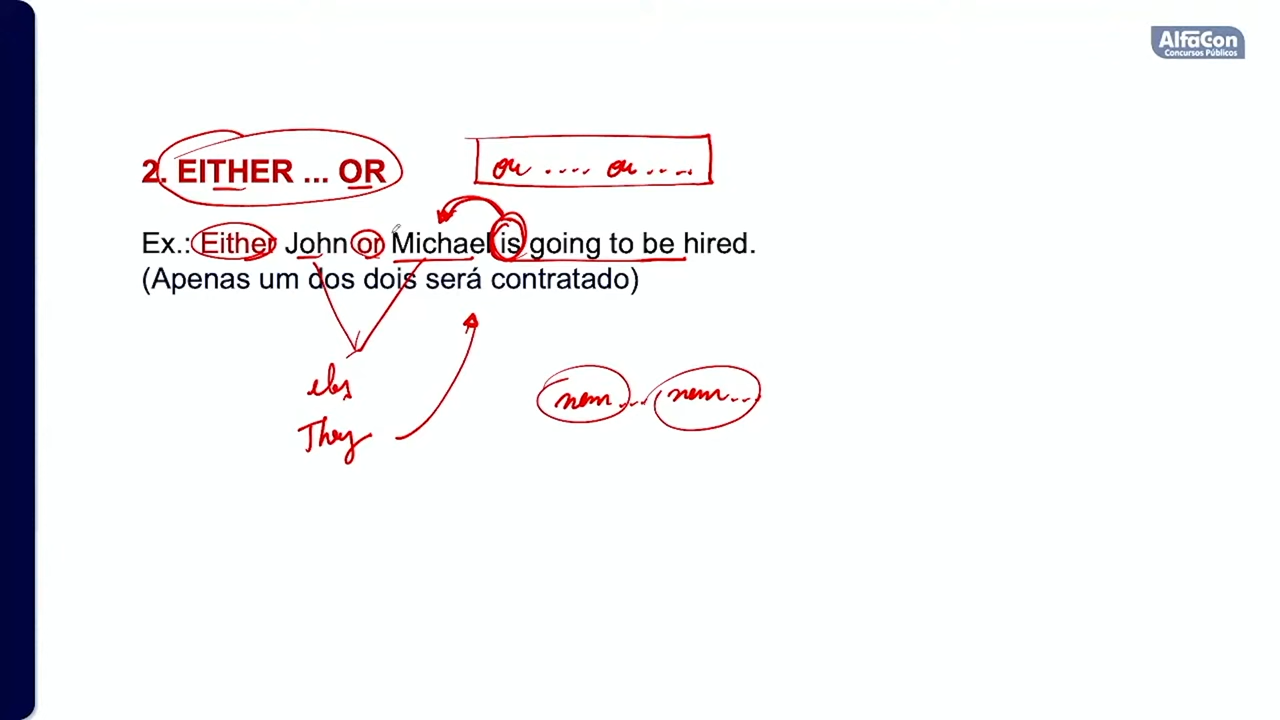 AlfaCon
Concursos Públicos
2. EITHER ... OR
ou .... ou ....
Ex.: Either John or Michael is going to be hired.
(Apenas um dos dois será contratado)
eles
They
nem... nem...